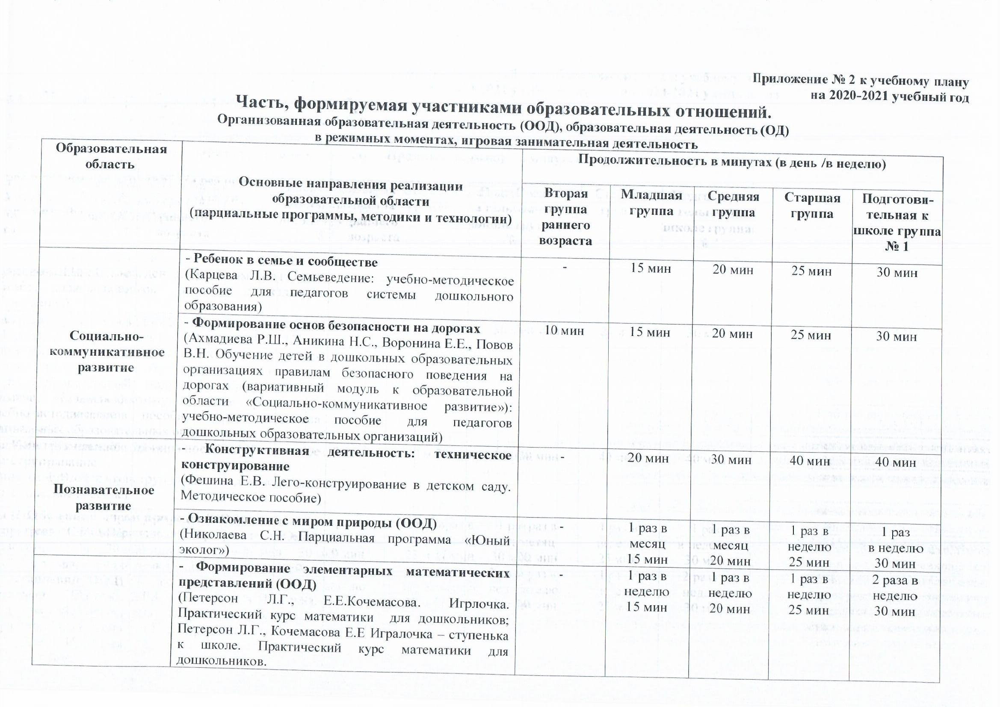 Приложение № 2 к учебному плану
на 2020-2021 учебный год
Часть, формируемая участниками образовательных отношений.
Организованная образовательная деятельность (ООД), образовательная деятельность (ОД)
в режимных моментах, игровая занимательная деятельность
Образовательная
область
Основные направления реализации
образовательной области
(парциальные программы, методики и технологии)
Продолжительность в минутах (в день /в неделю)
Вторая
группа
раннего
возраста
Младшая
группа
Средняя
группа
Старшая
группа
Подготови-
тельная к
школе группа
№ 1
Социально-
коммуникативное
развитие
- Ребенок в семье и сообществе
(Карцева Л.В. Семьеведение: учебно-методическое
пособие для педагогов системы дошкольного
образования)
-
15 мин
20 мин
25 мин
30 мин
- Формирование основ безопасности на дорогах
(Ахмадиева Р.Ш., Аникина Н.С., Воронина Е.Е., Повов
В.Н. Обучение детей в дошкольных образовательных
организациях правилам безопасного поведения на
дорогах (вариативный модуль к образовательной
области «Социально-коммуникативное развитие»):
учебно-методическое пособие для педагогов
дошкольных образовательных организаций)
10 мин
15 мин
20 мин
25 мин
30 мин
Познавательное
развитие
- Конструктивная деятельность: техническое
конструирование
(Фешина Е.В. Лего-конструирование в детском саду.
Методическое пособие)
-
20 мин
30 мин
40 мин
40 мин
- Ознакомление с миром природы (ООД)
(Николаева С.Н. Парциальная программа «Юный
эколог»)
-
1 раз в
месяц
15 мин
1 раз в
месяц
20 мин
1 раз в
неделю
25 мин
1 раз
в неделю
30 мин
- Формирование элементарных математических
представлений (ООД)
(Петерсон Л.Г., Е.Е.Кочемасова. Игрлочка.
Практический курс математики для дошкольников;
Петерсон Л.Г., Кочемасова Е.Е Игралочка – ступенька
к школе. Практический курс математики для
дошкольников.
-
1 раз в
неделю
15 мин
1 раз в
неделю
20 мин
1 раз в
неделю
25 мин
2 раза в
неделю
30 мин